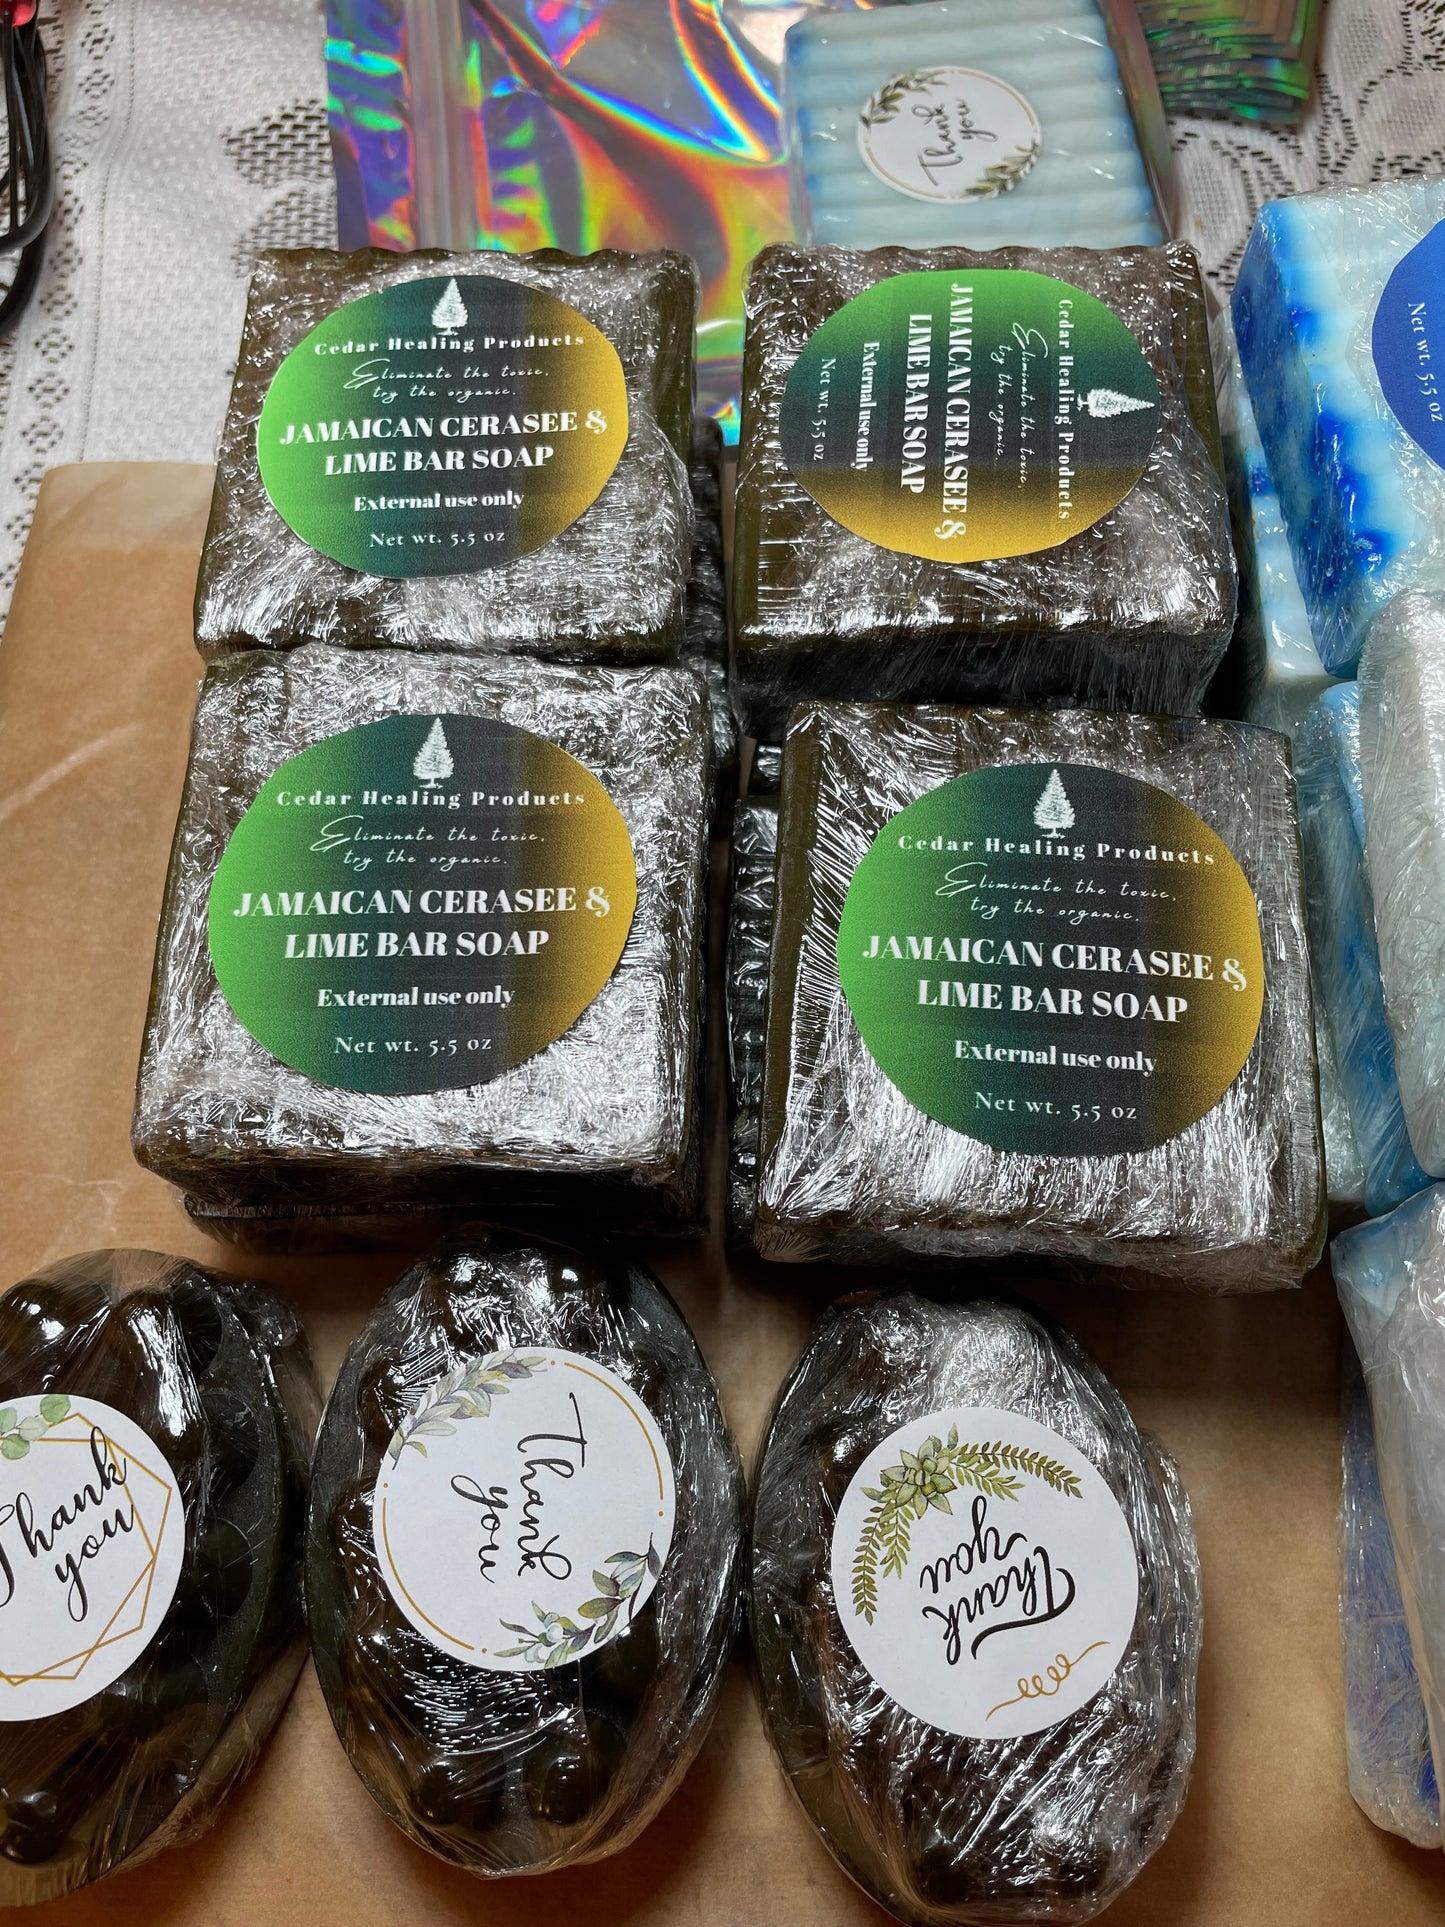 Thank
you
Cedar Healing Products
Eliminate the toxic,
try the organic.
JAMAICAN CERASEE &
LIME BAR SOAP
External use only
Net wt. 5.5 oz
Cedar Healing Products
Eliminate the toxic,
try the organic.
JAMAICAN CERASEE &
LIME BAR SOAP
External use only
Net wt. 5.5 oz
Net wt. 5.5 oz
Cedar Healing Products
Eliminate the toxic,
try the organic.
JAMAICAN CERASEE &
LIME BAR SOAP
External use only
Net wt. 5.5 oz
Cedar Healing Products
Eliminate the toxic,
try the organic.
JAMAICAN CERASEE &
LIME BAR SOAP
External use only
Net wt. 5.5 oz
Thank
you
Thank
you
Thank
you